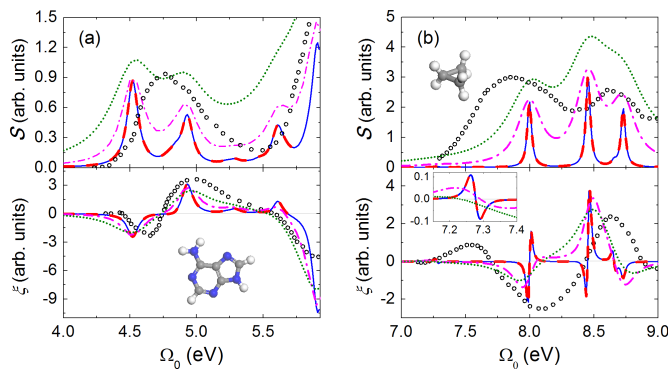 (a)
S (arb. units)
1.5
1.2
0.9
0.6
0.3
0.0
ξ (arb. units)
3
0
-3
-6
-9
4.0 4.5 5.0 5.5
Ω₀ (eV)
(b)
S (arb. units)
5
4
3
2
1
0
ξ (arb. units)
4
2
0
-2
0.1
0.0
-0.1
7.2 7.3 7.4
7.0 7.5 8.0 8.5 9.0
Ω₀ (eV)